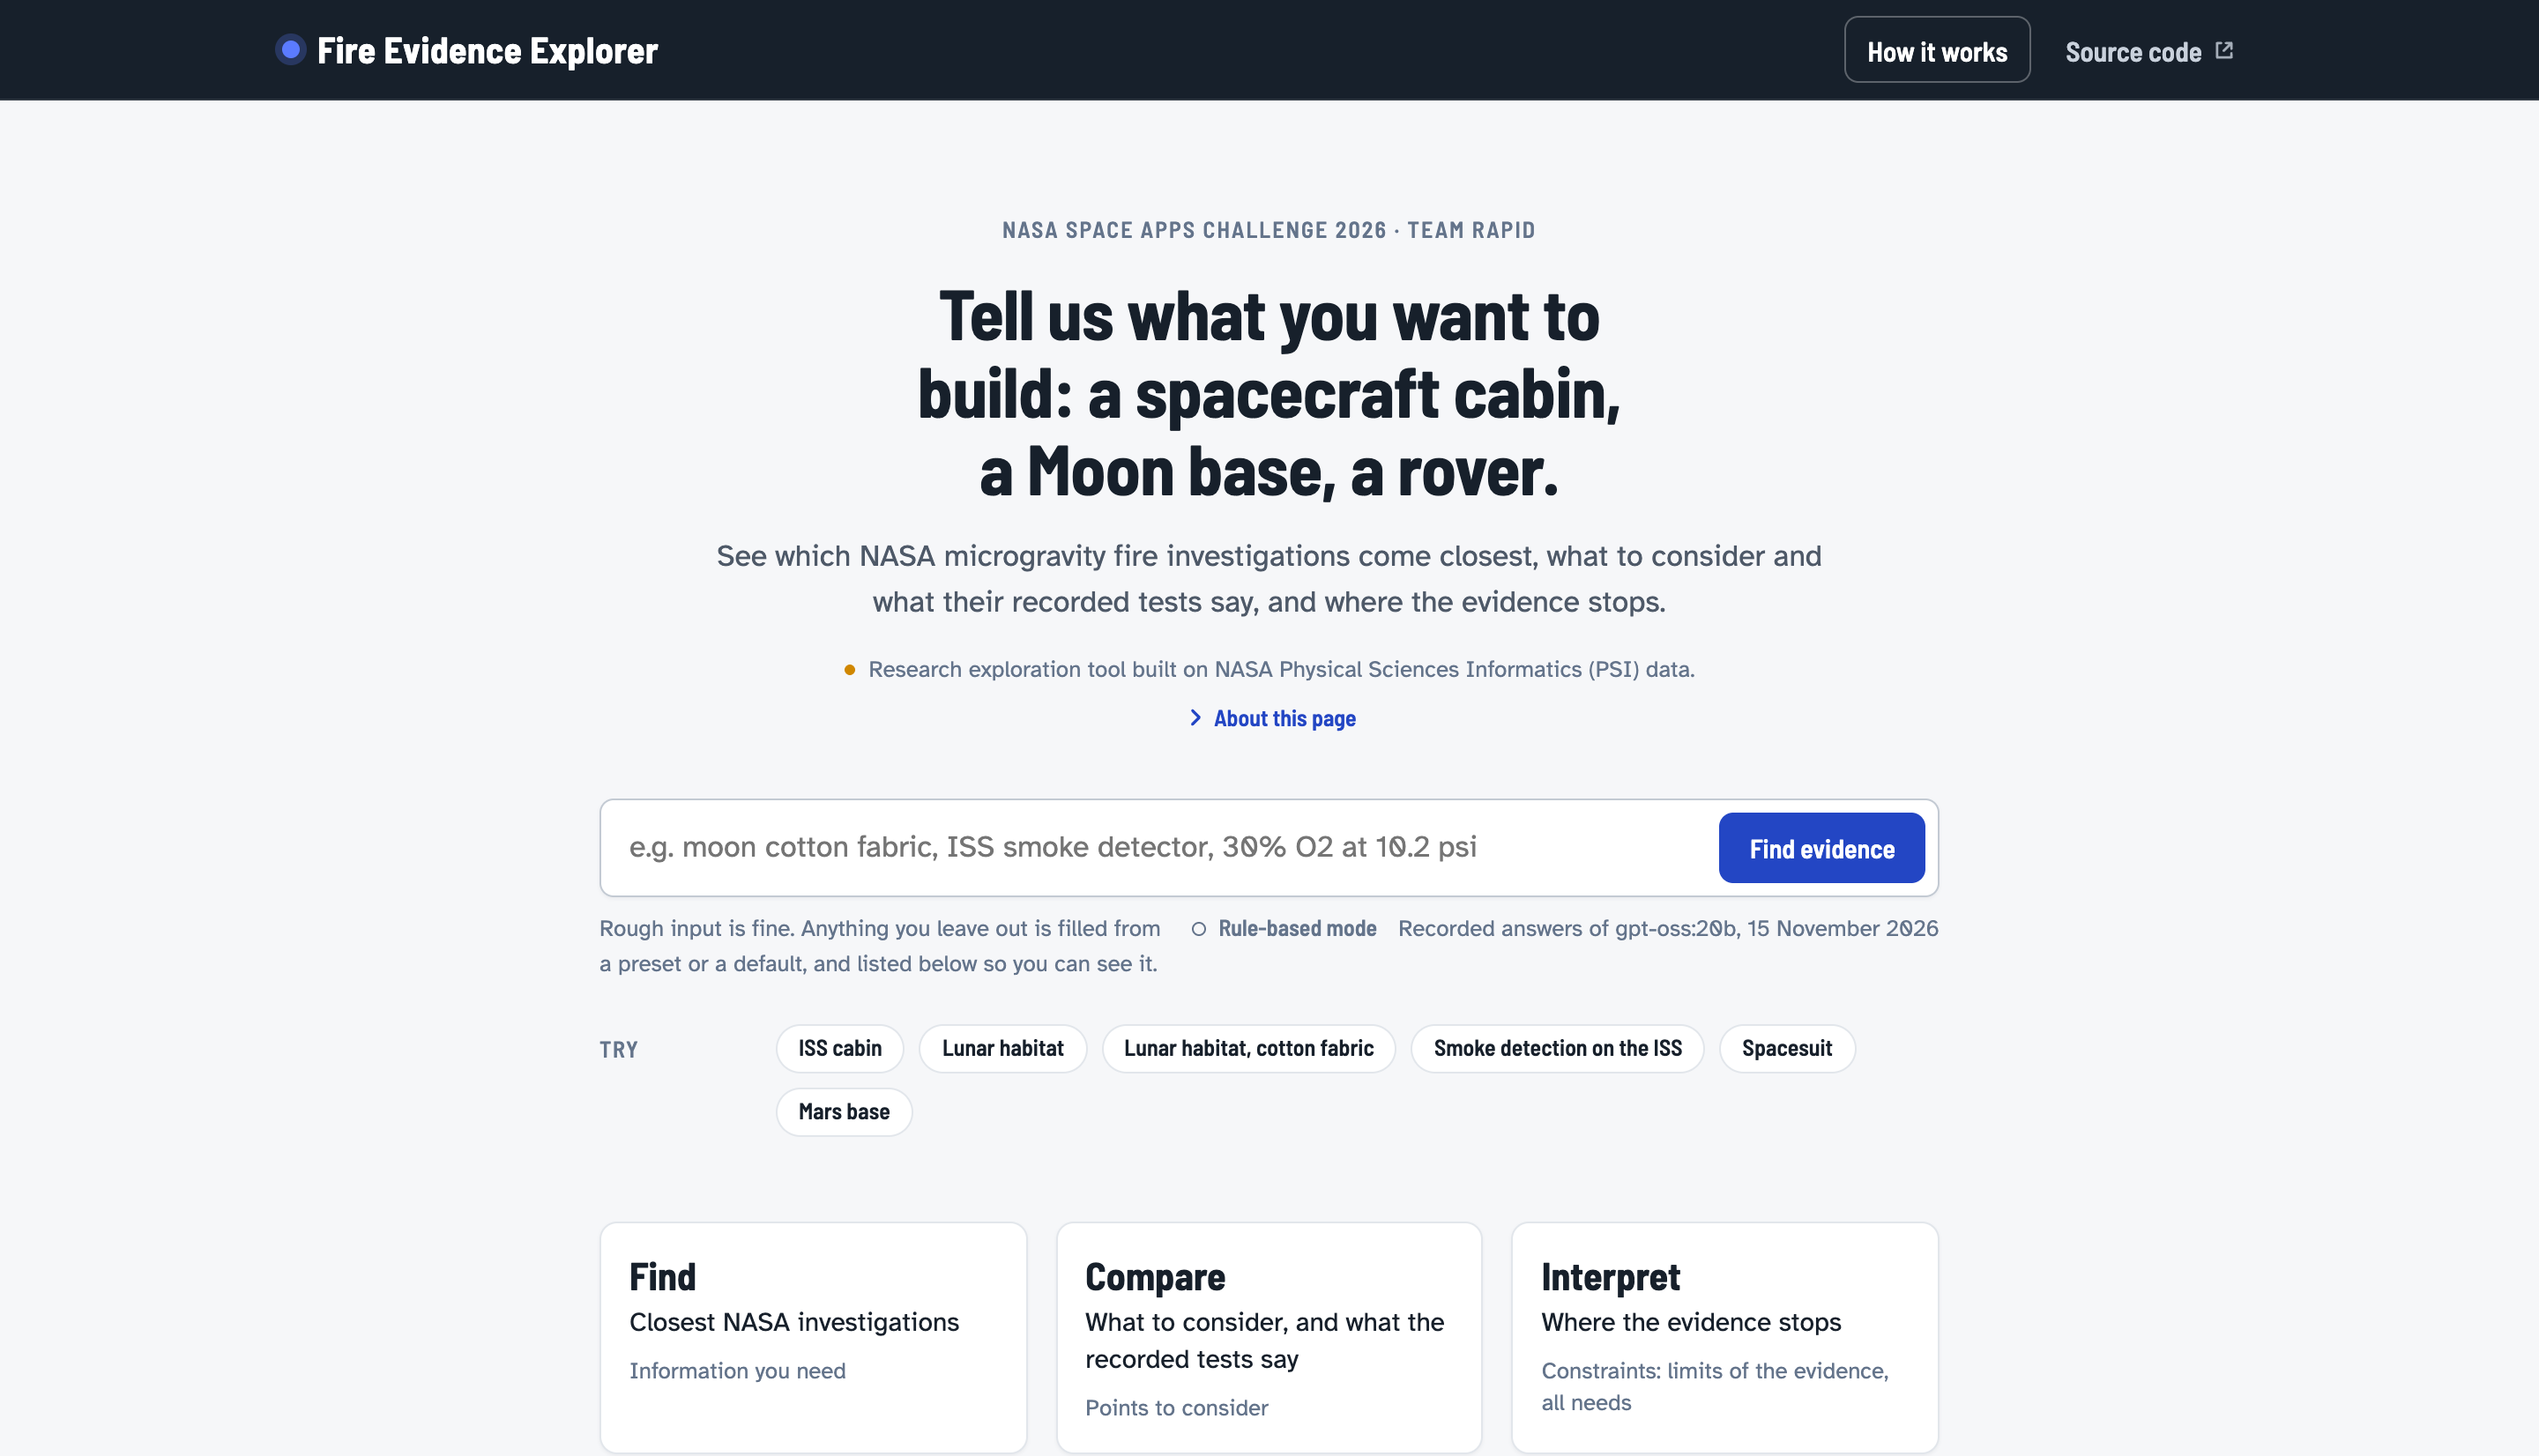 Fire Evidence Explorer
How it works
Source code
NASA SPACE APPS CHALLENGE 2026 · TEAM RAPID
Tell us what you want to
build: a spacecraft cabin,
a Moon base, a rover.
See which NASA microgravity fire investigations come closest, what to consider and
what their recorded tests say, and where the evidence stops.
Research exploration tool built on NASA Physical Sciences Informatics (PSI) data.
About this page
e.g. moon cotton fabric, ISS smoke detector, 30% O2 at 10.2 psi
Find evidence
Rough input is fine. Anything you leave out is filled from
a preset or a default, and listed below so you can see it.
Rule-based mode
Recorded answers of gpt-oss:20b, 15 November 2026
TRY
ISS cabin
Lunar habitat
Lunar habitat, cotton fabric
Smoke detection on the ISS
Spacesuit
Mars base
Find
Closest NASA investigations
Information you need
Compare
What to consider, and what the
recorded tests say
Points to consider
Interpret
Where the evidence stops
Constraints: limits of the evidence,
all needs